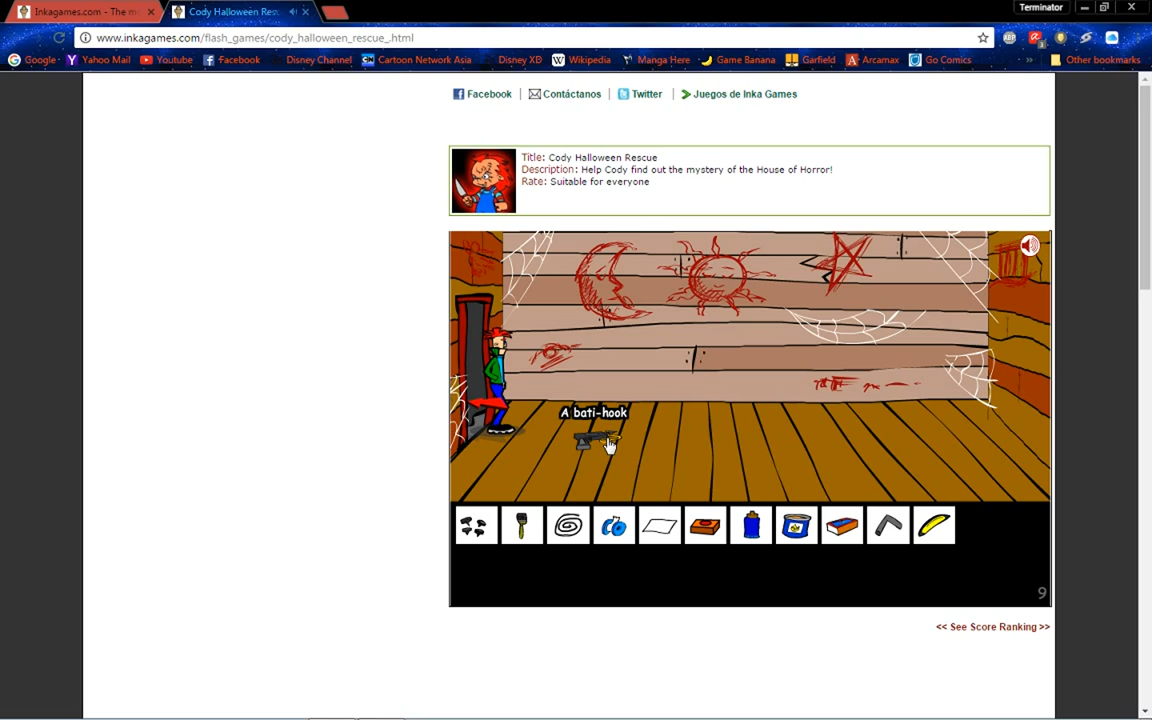 Inkagames.com - The m
Cody Halloween Resc
Terminator
www.inkagames.com/flash_games/cody_halloween_rescue_.html
Google Yahoo Mail Youtube Facebook Disney Channel Cartoon Network Asia Disney XD Wikipedia Manga Here Game Banana Garfield Arcamax Go Comics » Other bookmarks
Facebook | Contáctanos | Twitter | Juegos de Inka Games
Title: Cody Halloween Rescue
Description: Help Cody find out the mystery of the House of Horror!
Rate: Suitable for everyone
A bati-hook
9
<< See Score Ranking >>